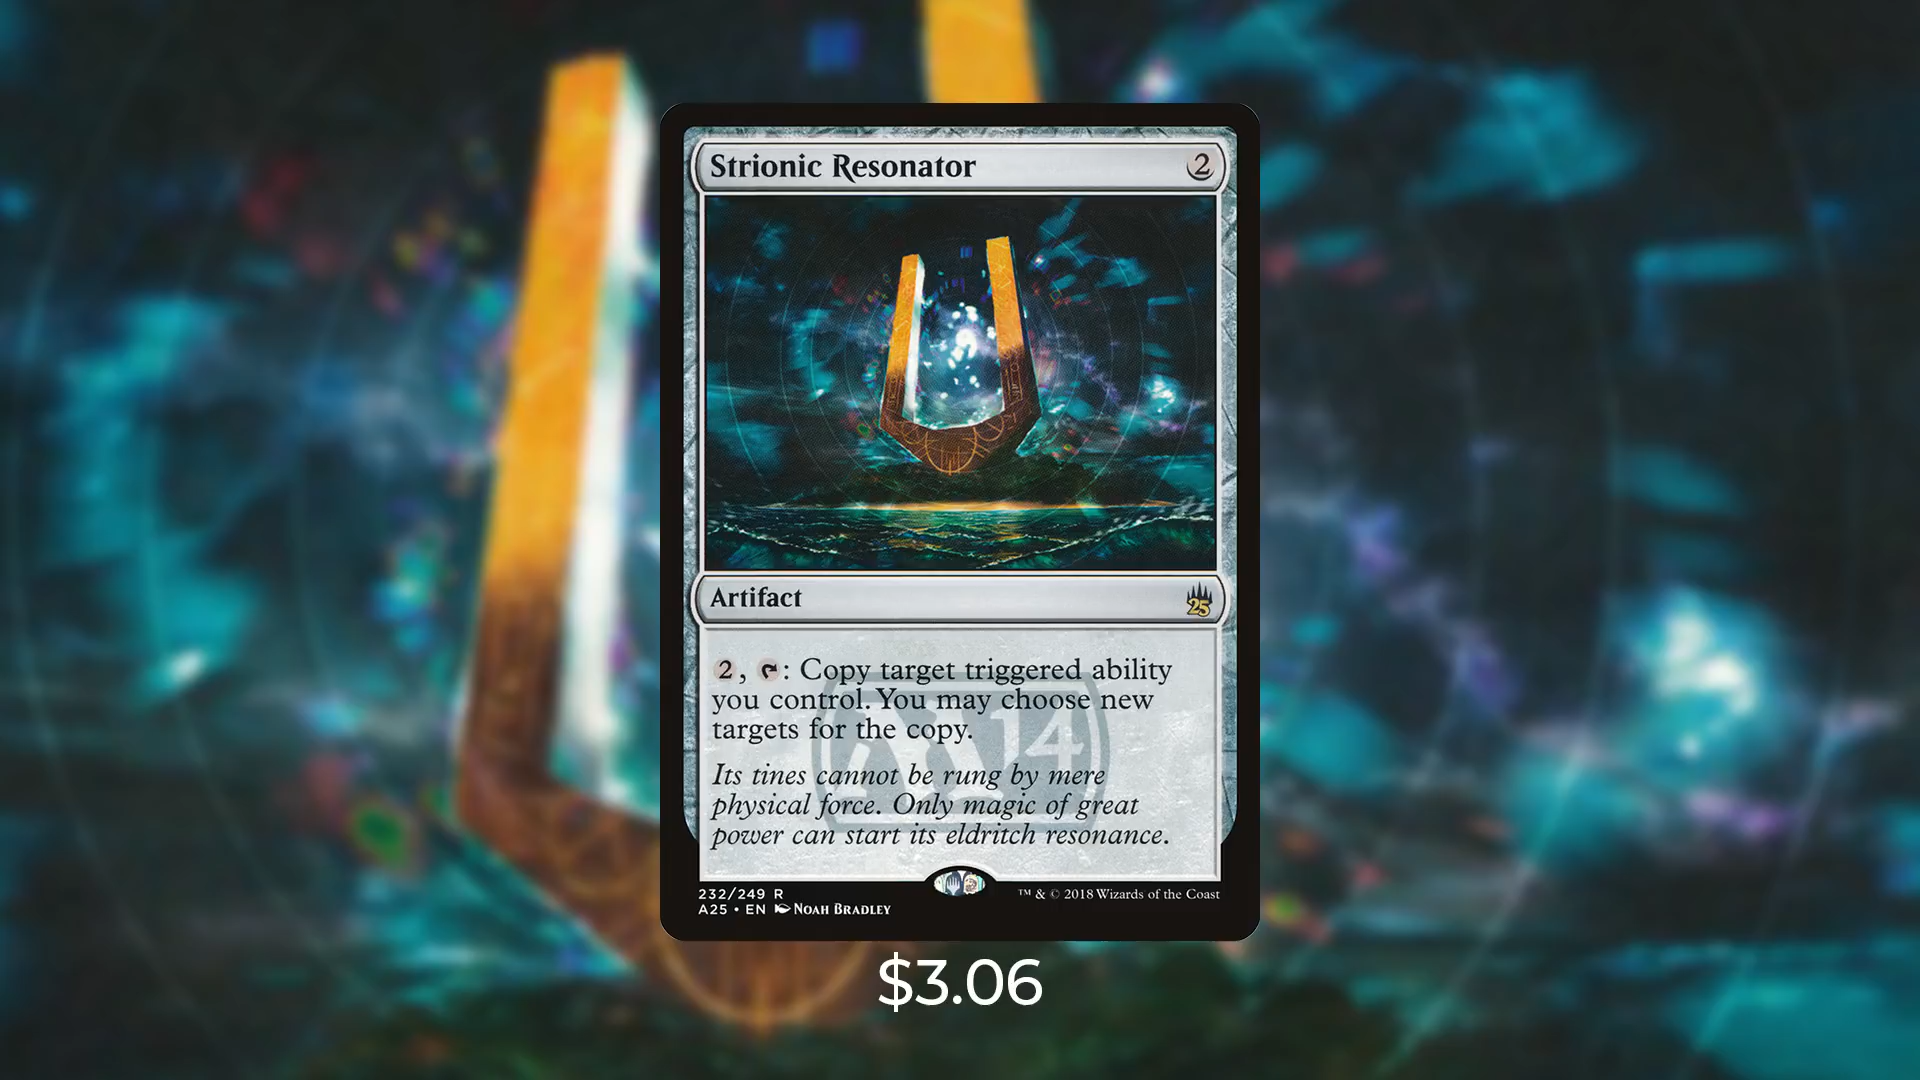 Strionic Resonator 2
Artifact 25
2, : Copy target triggered ability
you control. You may choose new
targets for the copy.
M14
Its tines cannot be rung by mere
physical force. Only magic of great
power can start its eldritch resonance.
232/249 R
A25 • EN NOAH BRADLEY
™ & © 2018 Wizards of the Coast
$3.06